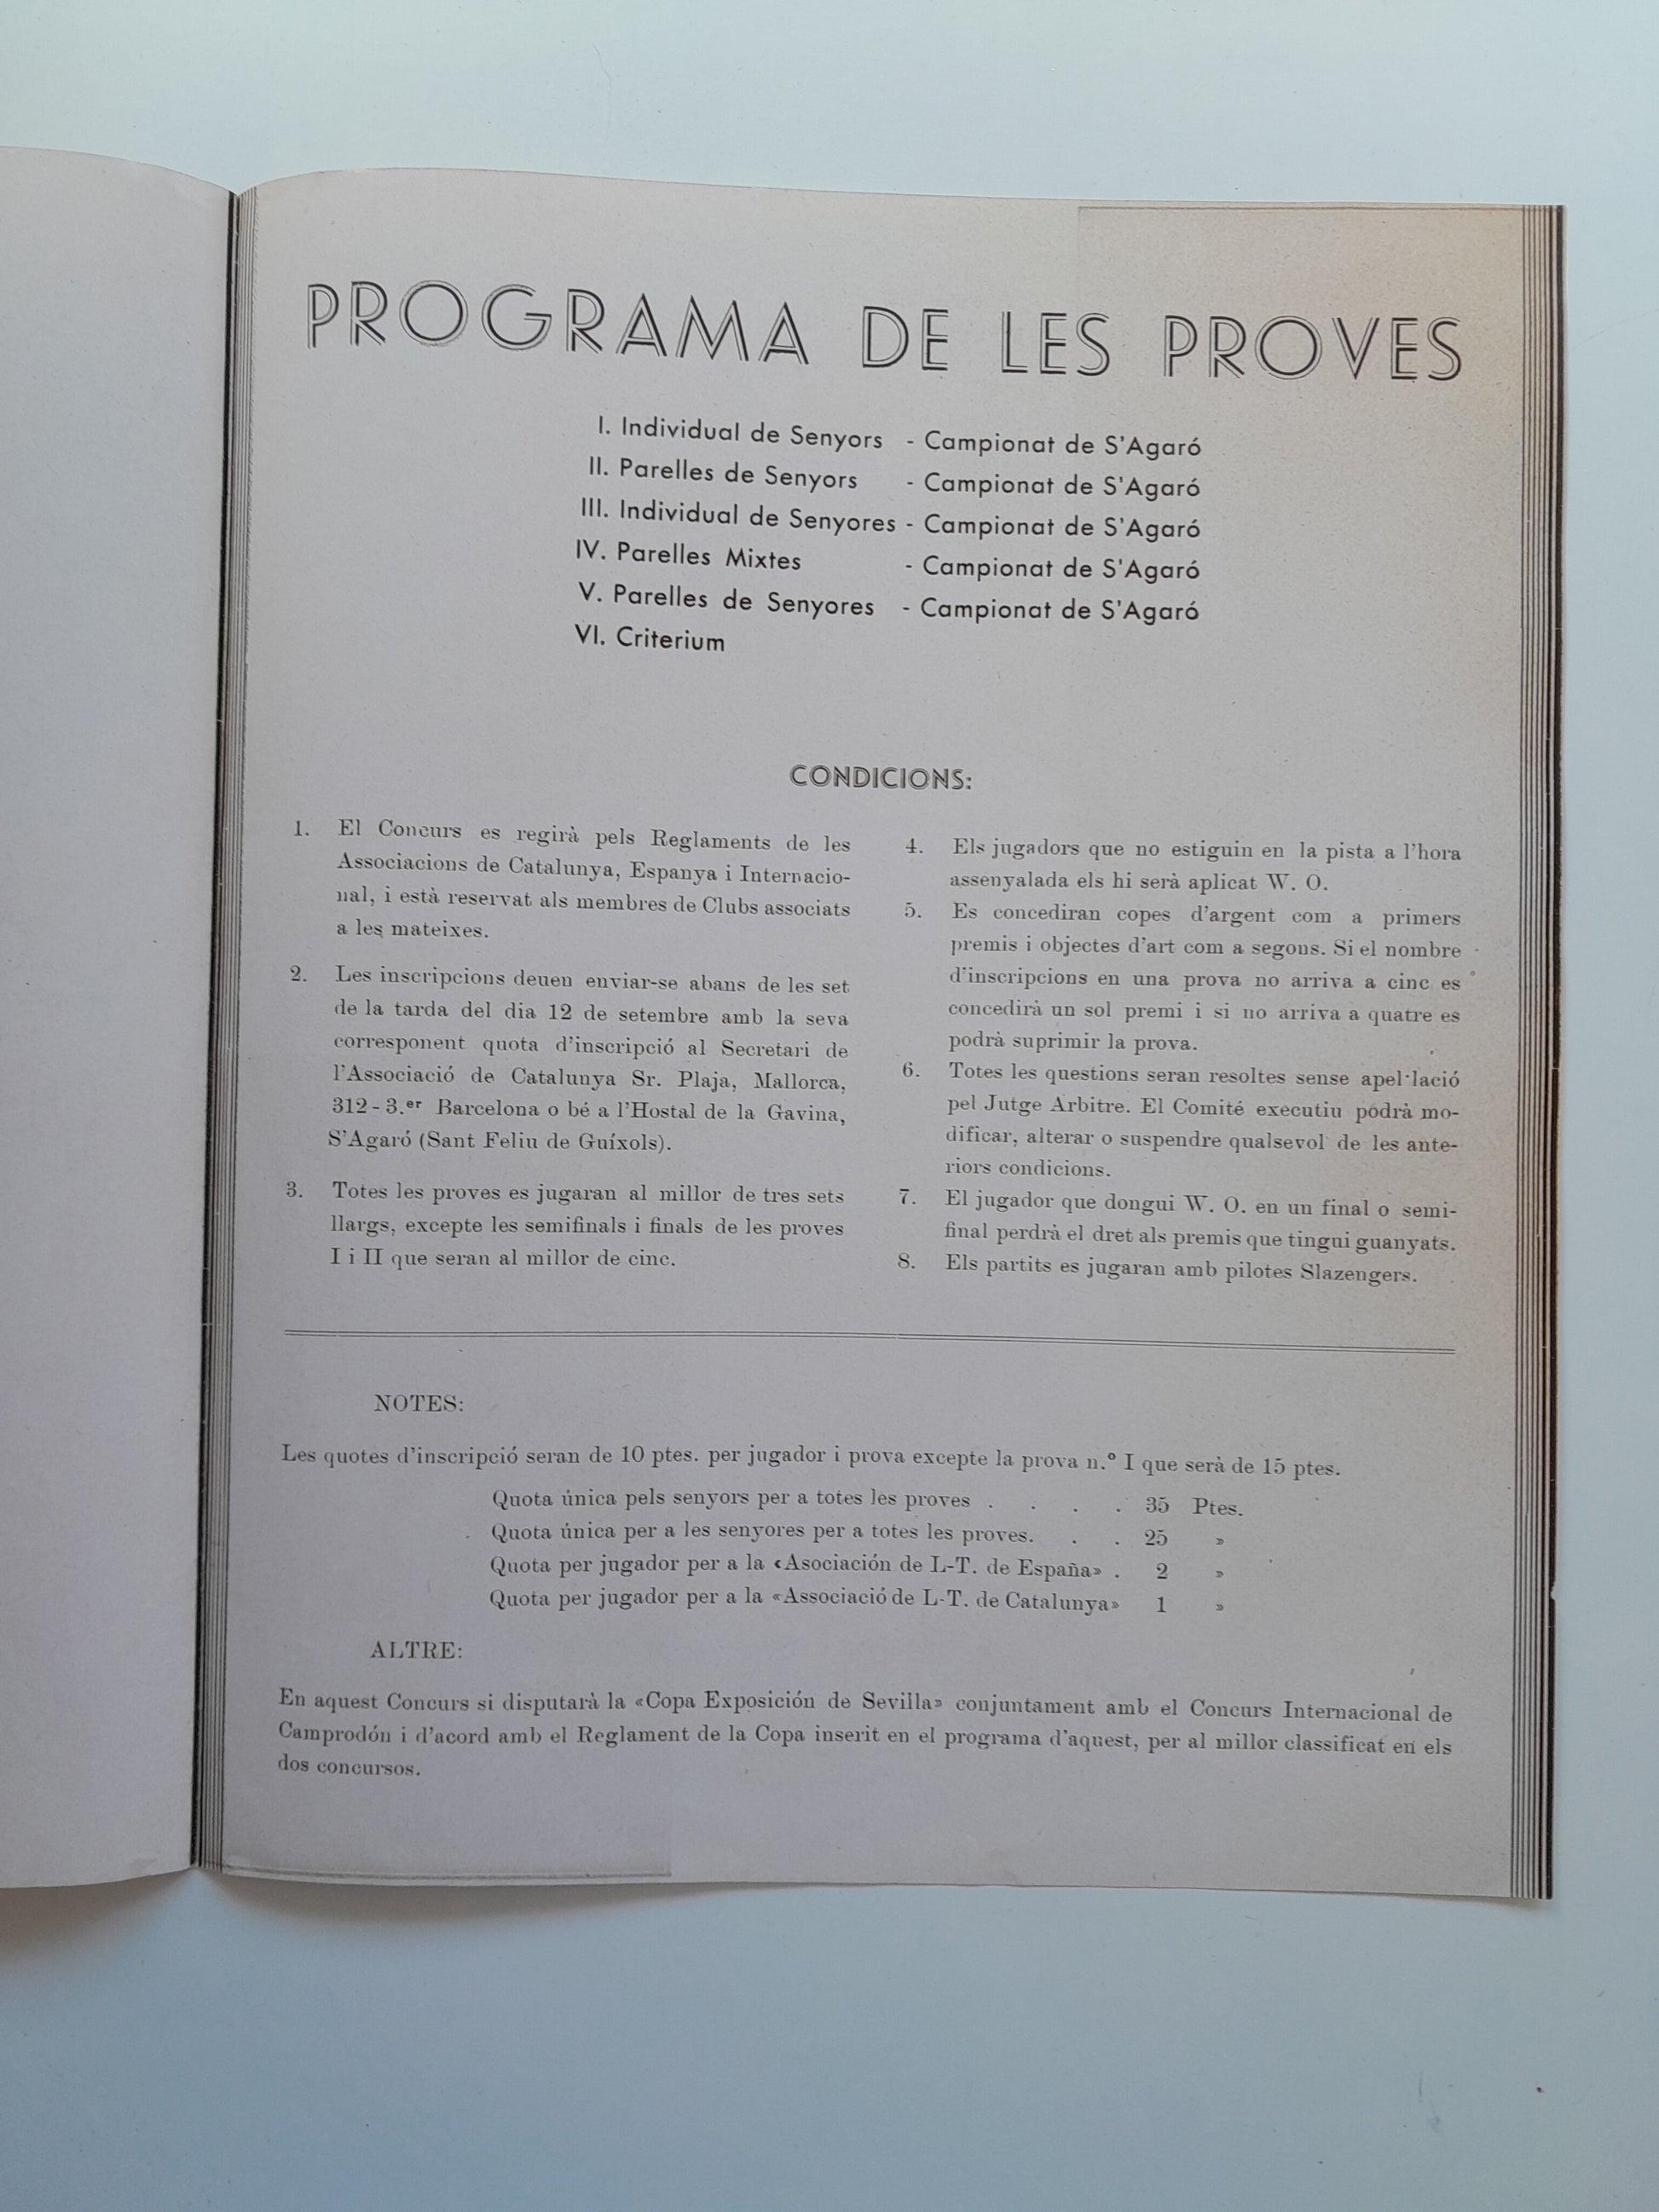 PROGRAMA DE LES PROVES
I. Individual de Senyors - Campionat de S'Agaró
II. Parelles de Senyors - Campionat de S'Agaró
III. Individual de Senyores - Campionat de S'Agaró
IV. Parelles Mixtes - Campionat de S'Agaró
V. Parelles de Senyores - Campionat de S'Agaró
VI. Criterium
CONDICIONS:
1. El Concurs es regirà pels Reglaments de les
Associacions de Catalunya, Espanya i Internacio-
nal, i està reservat als membres de Clubs associats
a les mateixes.
2. Les inscripcions deuen enviar-se abans de les set
de la tarda del dia 12 de setembre amb la seva
corresponent quota d'inscripció al Secretari de
l'Associació de Catalunya Sr. Plaja, Mallorca,
312 - 3.er Barcelona o bé a l'Hostal de la Gavina,
S'Agaró (Sant Feliu de Guíxols).
3. Totes les proves es jugaran al millor de tres sets
llargs, excepte les semifinals i finals de les proves
I i II que seran al millor de cinc.
4. Els jugadors que no estiguin en la pista a l'hora
assenyalada els hi serà aplicat W. O.
5. Es concediran copes d'argent com a primers
premis i objectes d'art com a segons. Si el nombre
d'inscripcions en una prova no arriva a cinc es
concedirà un sol premi i si no arriva a quatre es
podrà suprimir la prova.
6. Totes les questions seran resoltes sense apel·lació
pel Jutge Arbitre. El Comité executiu podrà mo-
dificar, alterar o suspendre qualsevol de les ante-
riors condicions.
7. El jugador que dongui W. O. en un final o semi-
final perdrà el dret als premis que tingui guanyats.
8. Els partits es jugaran amb pilotes Slazengers.
NOTES:
Les quotes d'inscripció seran de 10 ptes. per jugador i prova excepte la prova n.º I que serà de 15 ptes.
Quota única pels senyors per a totes les proves . . . . 35 Ptes.
Quota única per a les senyores per a totes les proves. . . 25 »
Quota per jugador per a la «Asociación de L-T. de España» . 2 »
Quota per jugador per a la «Associació de L-T. de Catalunya» 1 »
ALTRE:
En aquest Concurs si disputarà la «Copa Exposición de Sevilla» conjuntament amb el Concurs Internacional de
Camprodón i d'acord amb el Reglament de la Copa inserit en el programa d'aquest, per al millor classificat en els
dos concursos.